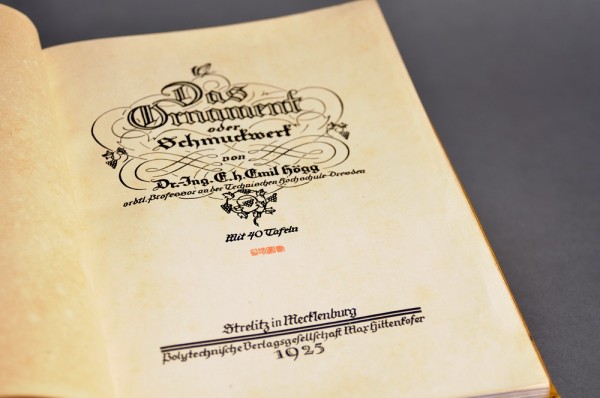 Das
Ornament
oder
Schmuckwerk
von
Dr.-Ing. E. h. Emil Högg
ordtl. Professor an der Technischen Hochschule Dresden
Mit 40 Tafeln
Strelitz in Mecklenburg
Polytechnische Verlagsgesellschaft Max Hittenkofer
1925